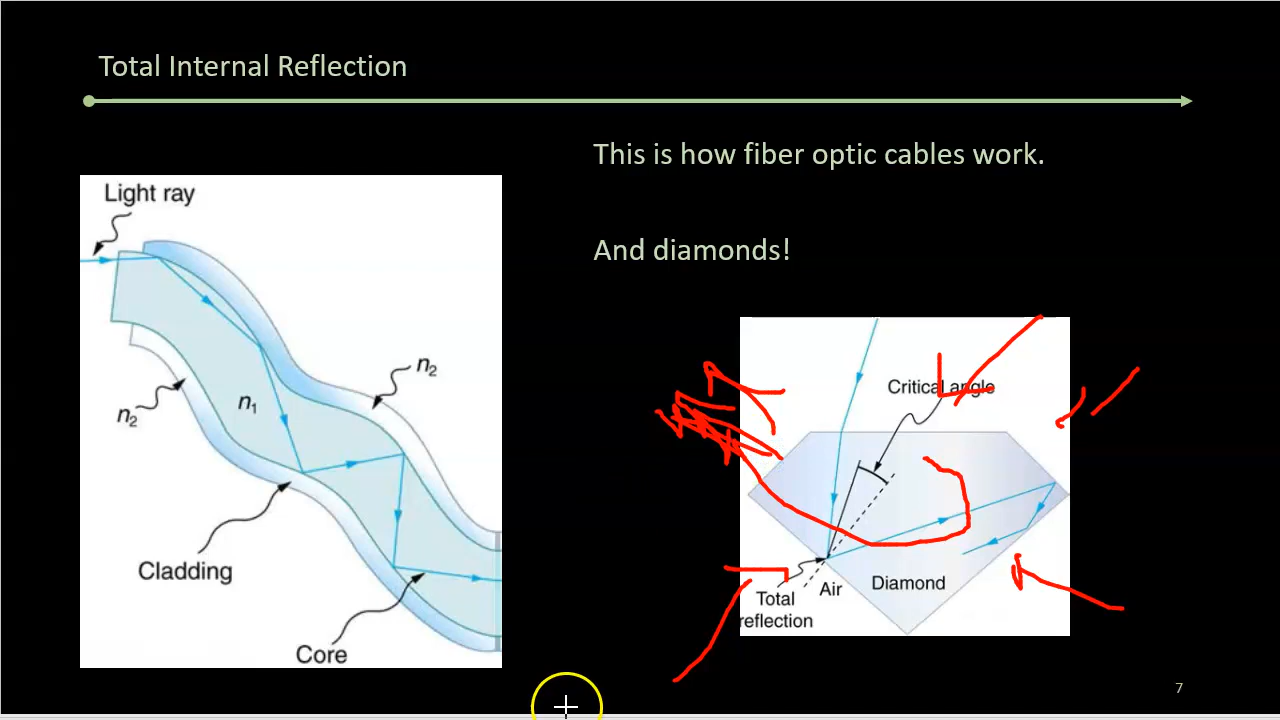 Total Internal Reflection
This is how fiber optic cables work.
And diamonds!
Light ray
n2
n1
n2
Cladding
Core
Critical angle
Total
reflection
Air
Diamond
7